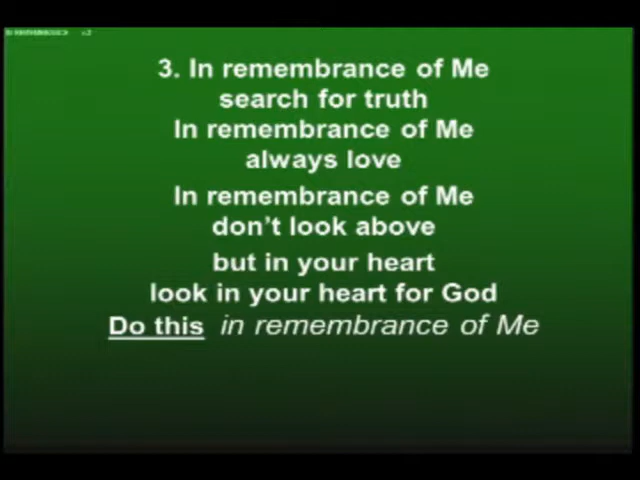 3. In remembrance of Me
search for truth
In remembrance of Me
always love
In remembrance of Me
don't look above
but in your heart
look in your heart for God
Do this in remembrance of Me